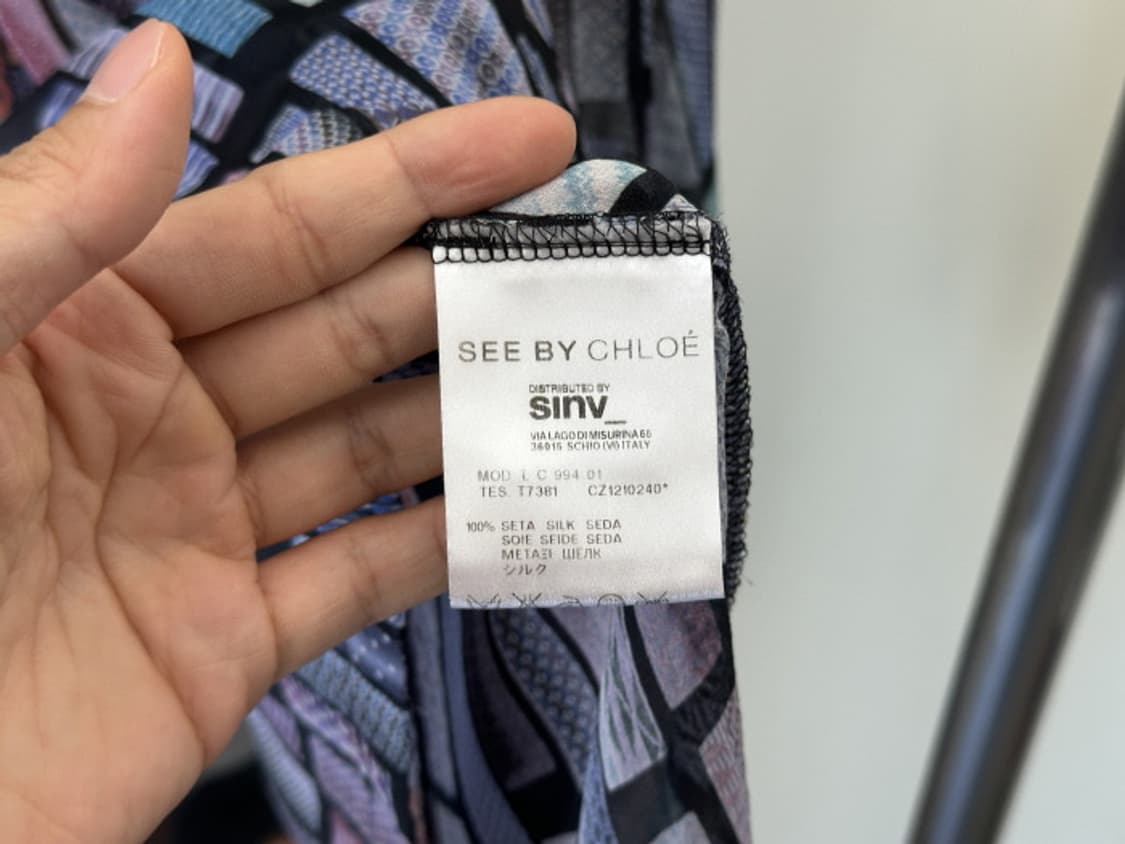 SEE BY CHLOÉ
DISTRIBUTED BY
sinv_
VIA LAGO DI MISURINA 66
36015 SCHIO (VI) ITALY
MOD. L C 994 01
TES. T7381 CZ1210240*
100% SETA SILK SEDA
SOIE SEIDE SEDA
ΜΕΤΑΞΙ ШЕЛК
シルク